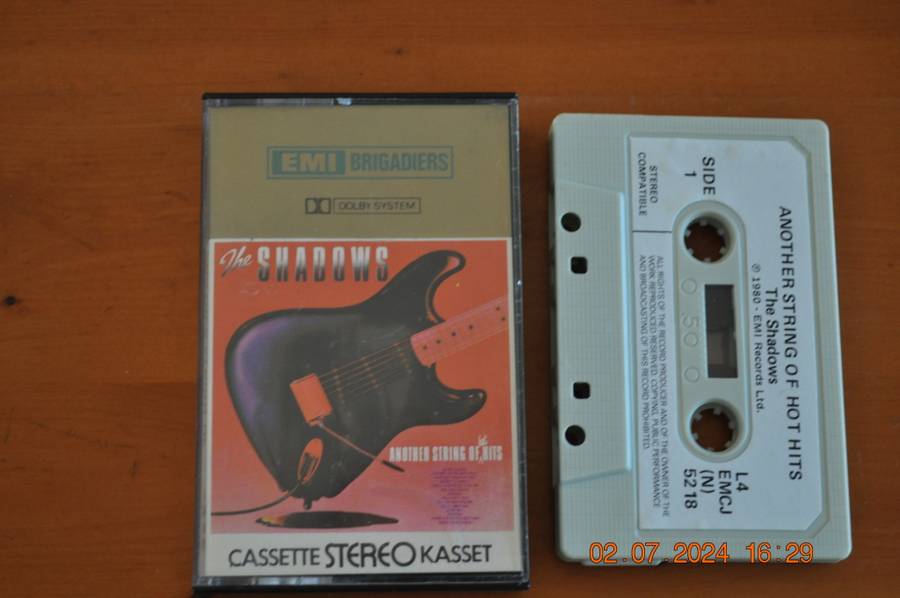 EMI BRIGADIERS
DOLBY SYSTEM
The SHADOWS
ANOTHER STRING OF HOT HITS
CASSETTE STEREO KASSET
ANOTHER STRING OF HOT HITS
The Shadows
℗ 1980 - EMI Records Ltd.
SIDE
1
STEREO
COMPATIBLE
L4
EMCJ
(N)
5218
0 50 0
ALL RIGHTS OF THE RECORD PRODUCER AND OF THE OWNER OF THE
WORK REPRODUCED RESERVED. COPYING, PUBLIC PERFORMANCE
AND BROADCASTING OF THIS RECORD PROHIBITED.
02.07.2024 16:29